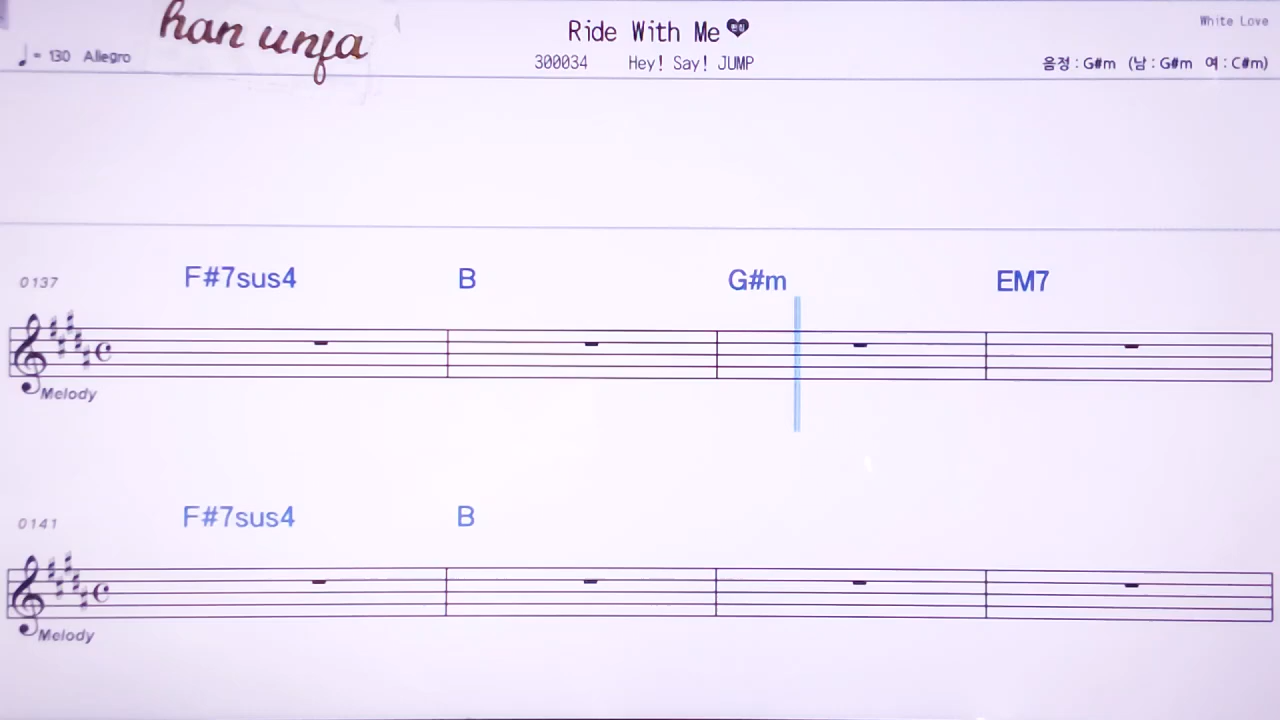 han unfa
Ride With Me
White Love
= 130 Allegro
300034 Hey! Say! JUMP
음정 : G#m (남 : G#m 여 : C#m)
0137 F#7sus4 B G#m EM7
Melody
0141 F#7sus4 B
Melody